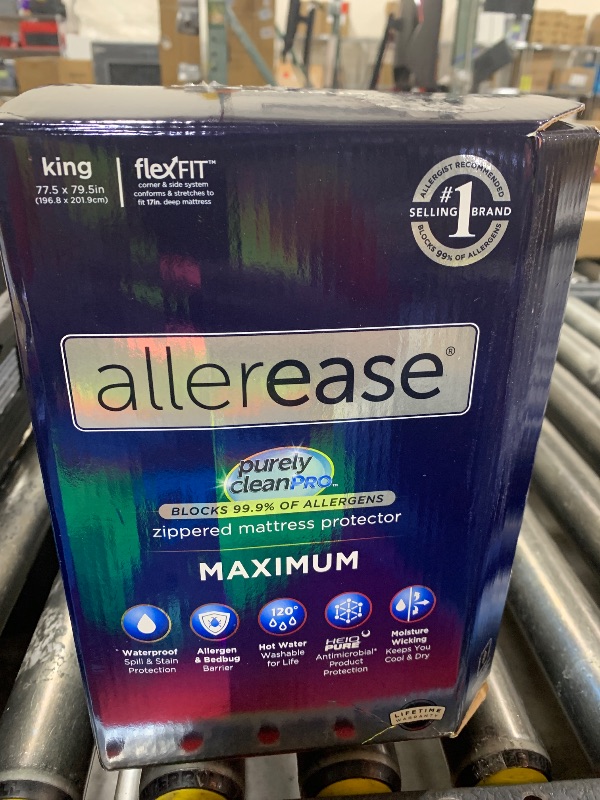 king
77.5 x 79.5in
(196.8 x 201.9cm)
flexFIT™
corner & side system
conforms & stretches to
fit 17in. deep mattress
ALLERGIST RECOMMENDED
#1
SELLING BRAND
BLOCKS 99% OF ALLERGENS
allerease®
purely
cleanPRO™
BLOCKS 99.9% OF ALLERGENS
zippered mattress protector
MAXIMUM
Waterproof
Spill & Stain
Protection
Allergen
& Bedbug
Barrier
120°
Hot Water
Washable
for Life
HEIQ
PURE
Antimicrobial*
Product
Protection
Moisture
Wicking
Keeps You
Cool & Dry
LIFETIME
WARRANTY